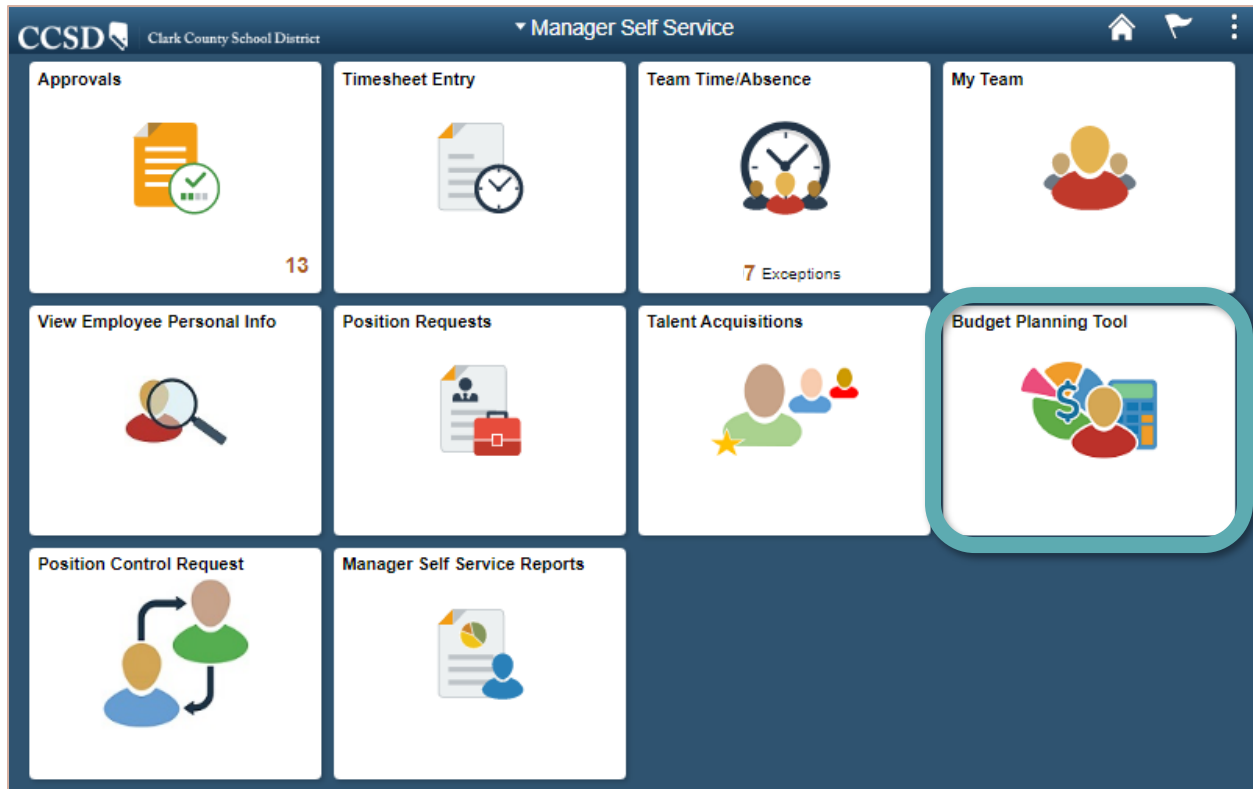 CCSD Clark County School District
Manager Self Service
Approvals
13
Timesheet Entry
Team Time/Absence
7 Exceptions
My Team
View Employee Personal Info
Position Requests
Talent Acquisitions
Budget Planning Tool
$
Position Control Request
Manager Self Service Reports